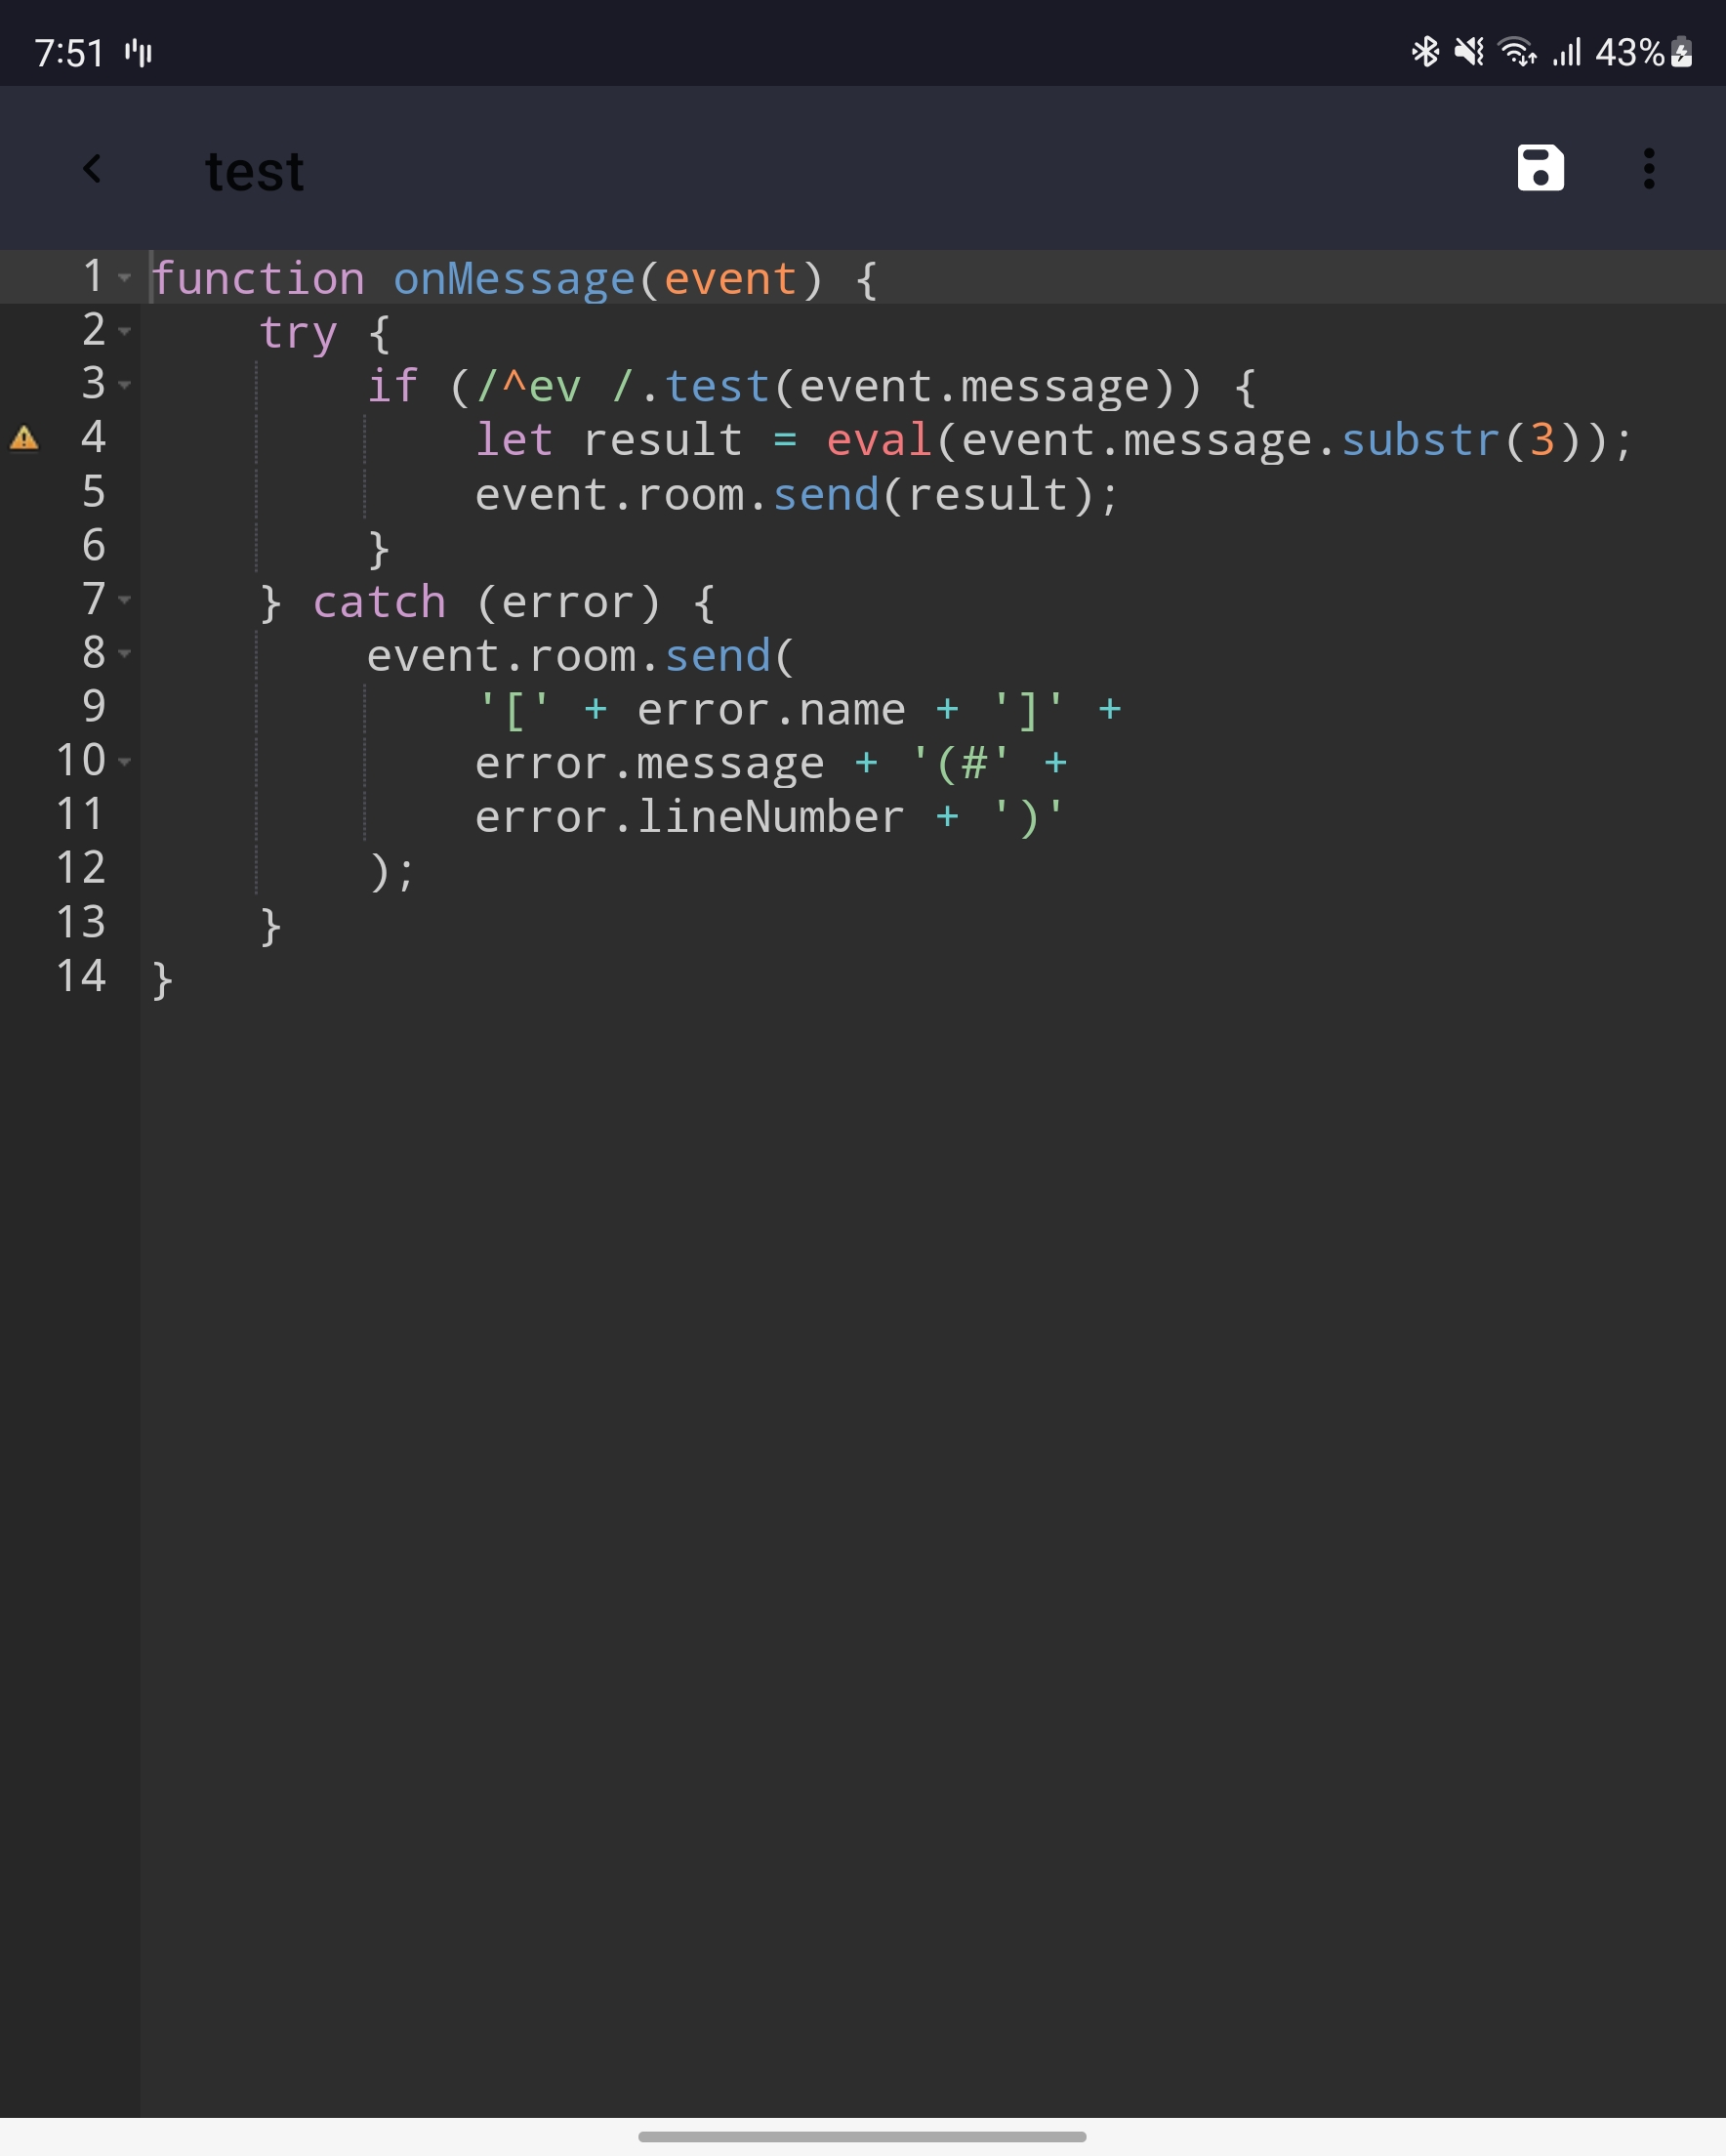 7:51 43%
test
1 function onMessage(event) {
2     try {
3         if (/^ev /.test(event.message)) {
4             let result = eval(event.message.substr(3));
5             event.room.send(result);
6         }
7     } catch (error) {
8         event.room.send(
9             '[' + error.name + ']' +
10             error.message + '(#' +
11             error.lineNumber + ')'
12         );
13     }
14 }